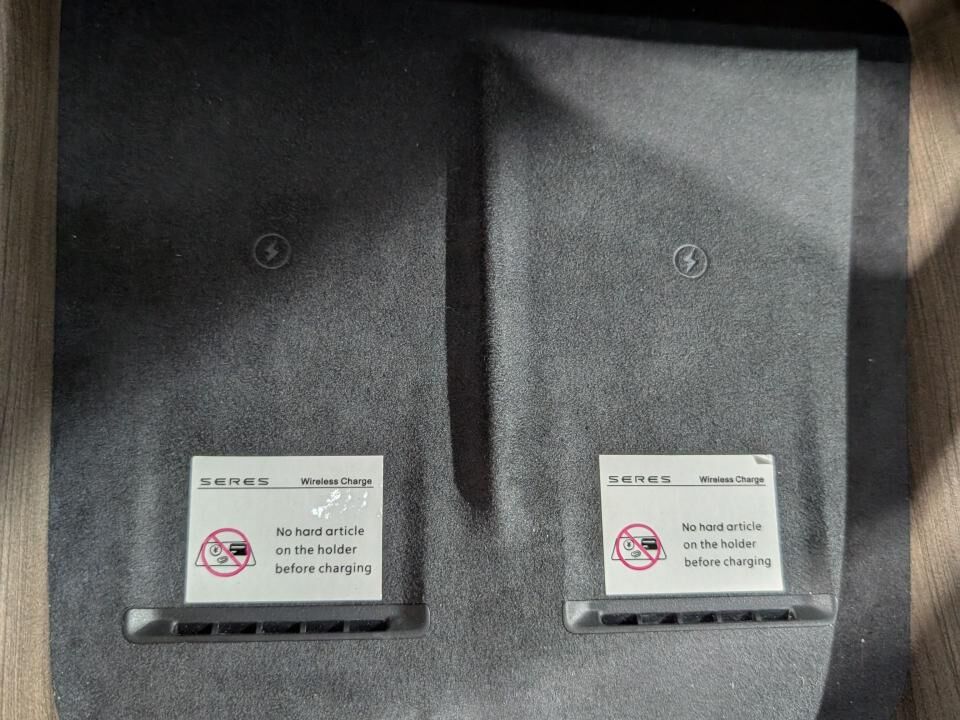 SERES Wireless Charge
No hard article
on the holder
before charging
SERES Wireless Charge
No hard article
on the holder
before charging